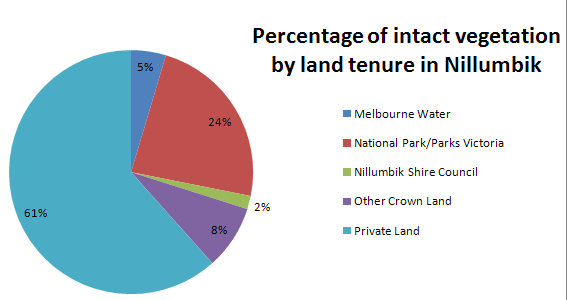 Percentage of intact vegetation
by land tenure in Nillumbik
5%
24%
2%
8%
61%
Melbourne Water
National Park/Parks Victoria
Nillumbik Shire Council
Other Crown Land
Private Land